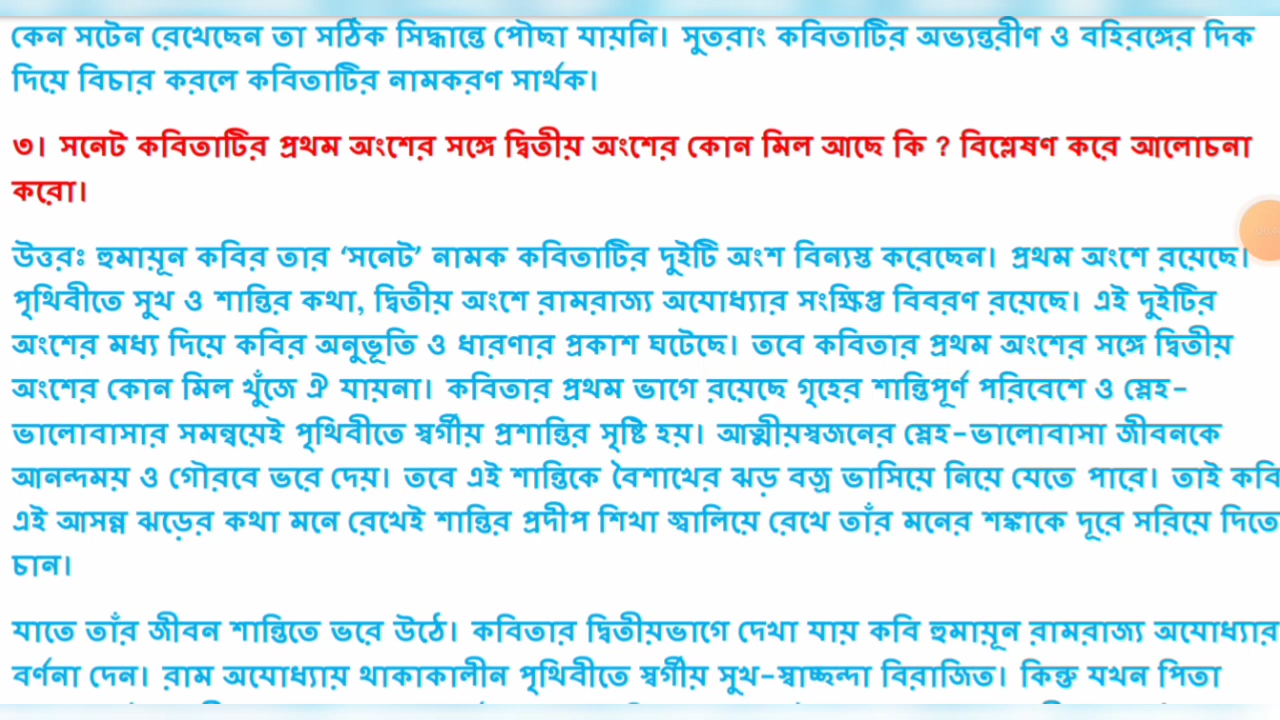 কেন সটেন রেখেছেন তা সঠিক সিদ্ধান্তে পৌছা যায়নি। সুতরাং কবিতাটির অভ্যন্তরীণ ও বহিরঙ্গের দিক
দিয়ে বিচার করলে কবিতাটির নামকরণ সার্থক।
৩। সনেট কবিতাটির প্রথম অংশের সঙ্গে দ্বিতীয় অংশের কোন মিল আছে কি ? বিশ্লেষণ করে আলোচনা
করো।
উত্তরঃ হুমায়ূন কবির তার ‘সনেট’ নামক কবিতাটির দুইটি অংশ বিন্যস্ত করেছেন। প্রথম অংশে রয়েছে।
পৃথিবীতে সুখ ও শান্তির কথা, দ্বিতীয় অংশে রামরাজ্য অযোধ্যার সংক্ষিপ্ত বিবরণ রয়েছে। এই দুইটির
অংশের মধ্য দিয়ে কবির অনুভূতি ও ধারণার প্রকাশ ঘটেছে। তবে কবিতার প্রথম অংশের সঙ্গে দ্বিতীয়
অংশের কোন মিল খুঁজে ঐ যায়না। কবিতার প্রথম ভাগে রয়েছে গৃহের শান্তিপূর্ণ পরিবেশে ও স্নেহ–
ভালোবাসার সমন্বয়েই পৃথিবীতে স্বর্গীয় প্রশান্তির সৃষ্টি হয়। আত্মীয়স্বজনের স্নেহ–ভালোবাসা জীবনকে
আনন্দময় ও গৌরবে ভরে দেয়। তবে এই শান্তিকে বৈশাখের ঝড় বজ্র ভাসিয়ে নিয়ে যেতে পারে। তাই কবি
এই আসন্ন ঝড়ের কথা মনে রেখেই শান্তির প্রদীপ শিখা জ্বালিয়ে রেখে তাঁর মনের শঙ্কাকে দূরে সরিয়ে দিতে
চান।
যাতে তাঁর জীবন শান্তিতে ভরে উঠে। কবিতার দ্বিতীয়ভাগে দেখা যায় কবি হুমায়ূন রামরাজ্য অযোধ্যার
বর্ণনা দেন। রাম অযোধ্যায় থাকাকালীন পৃথিবীতে স্বর্গীয় সুখ–স্বাচ্ছন্দা বিরাজিত। কিন্তু যখন পিতা